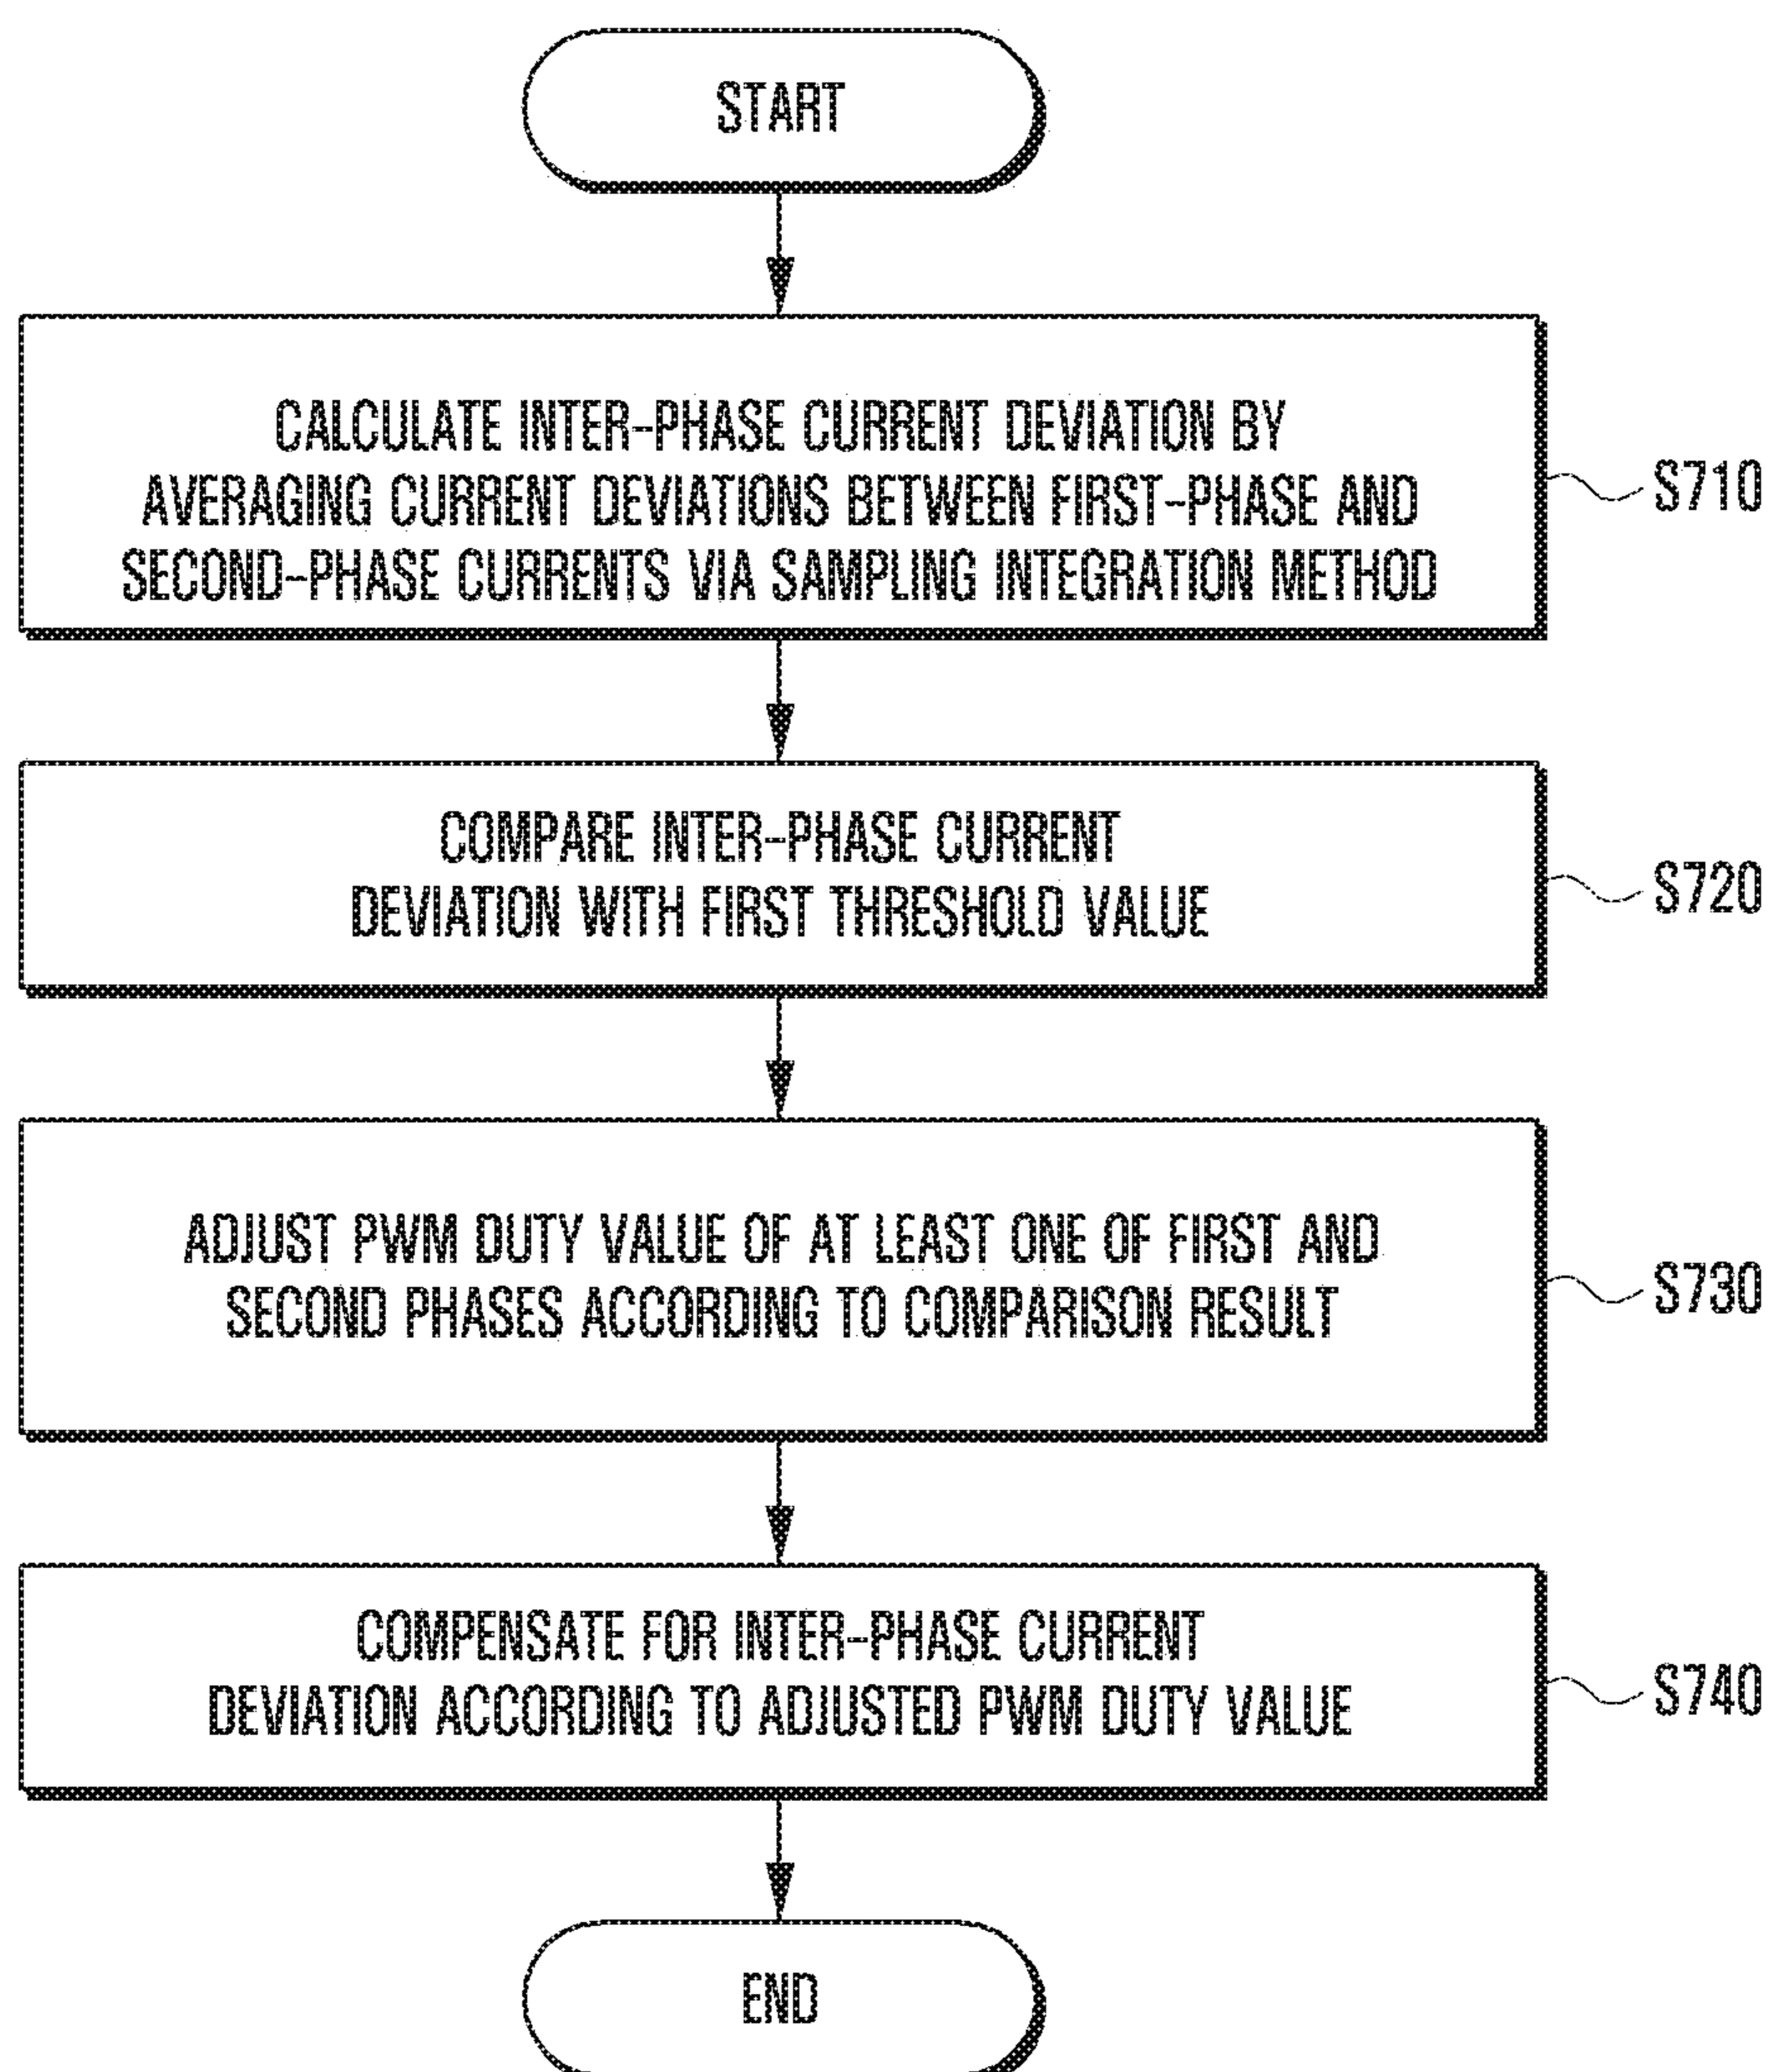 START
CALCULATE INTER-PHASE CURRENT DEVIATION BY
AVERAGING CURRENT DEVIATIONS BETWEEN FIRST-PHASE AND
SECOND-PHASE CURRENTS VIA SAMPLING INTEGRATION METHOD
S710
COMPARE INTER-PHASE CURRENT
DEVIATION WITH FIRST THRESHOLD VALUE
S720
ADJUST PWM DUTY VALUE OF AT LEAST ONE OF FIRST AND
SECOND PHASES ACCORDING TO COMPARISON RESULT
S730
COMPENSATE FOR INTER-PHASE CURRENT
DEVIATION ACCORDING TO ADJUSTED PWM DUTY VALUE
S740
END